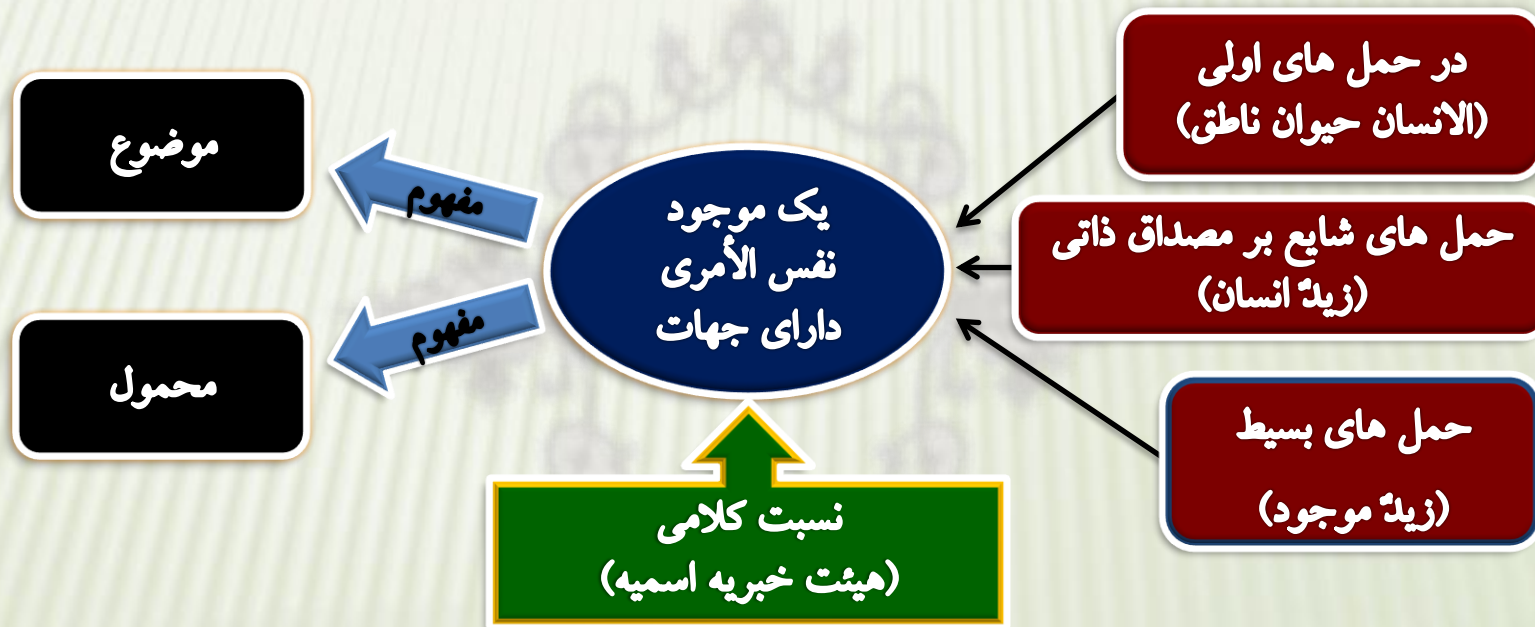 در حمل های اولی
(الانسان حیوان ناطق)
حمل های شایع بر مصداق ذاتی
(زیدٌ انسان)
حمل های بسیط
(زیدٌ موجود)
یک موجود
نفس الأمری
دارای جهات
مفهوم
موضوع
مفهوم
محمول
نسبت کلامی
(هیئت خبریه اسمیه)